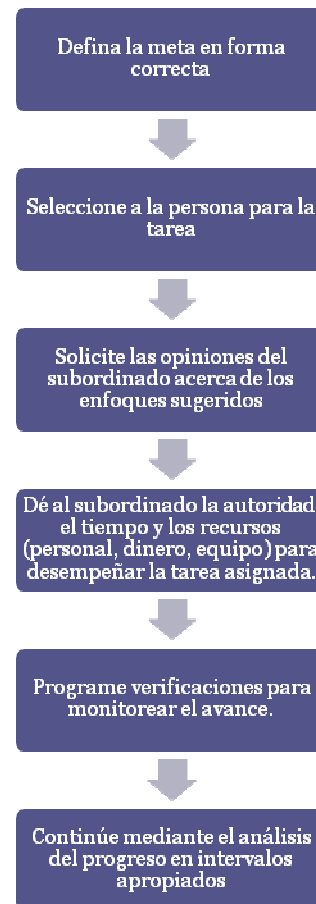 Defina la meta en forma
correcta
Seleccione a la persona para la
tarea
Solicite las opiniones del
subordinado acerca de los
enfoques sugeridos
Dé al subordinado la autoridad
el tiempo y los recursos
(personal, dinero, equipo) para
desempeñar la tarea asignada.
Programe verificaciones para
monitorear el avance.
Continúe mediante el análisis
del progreso en intervalos
apropiados